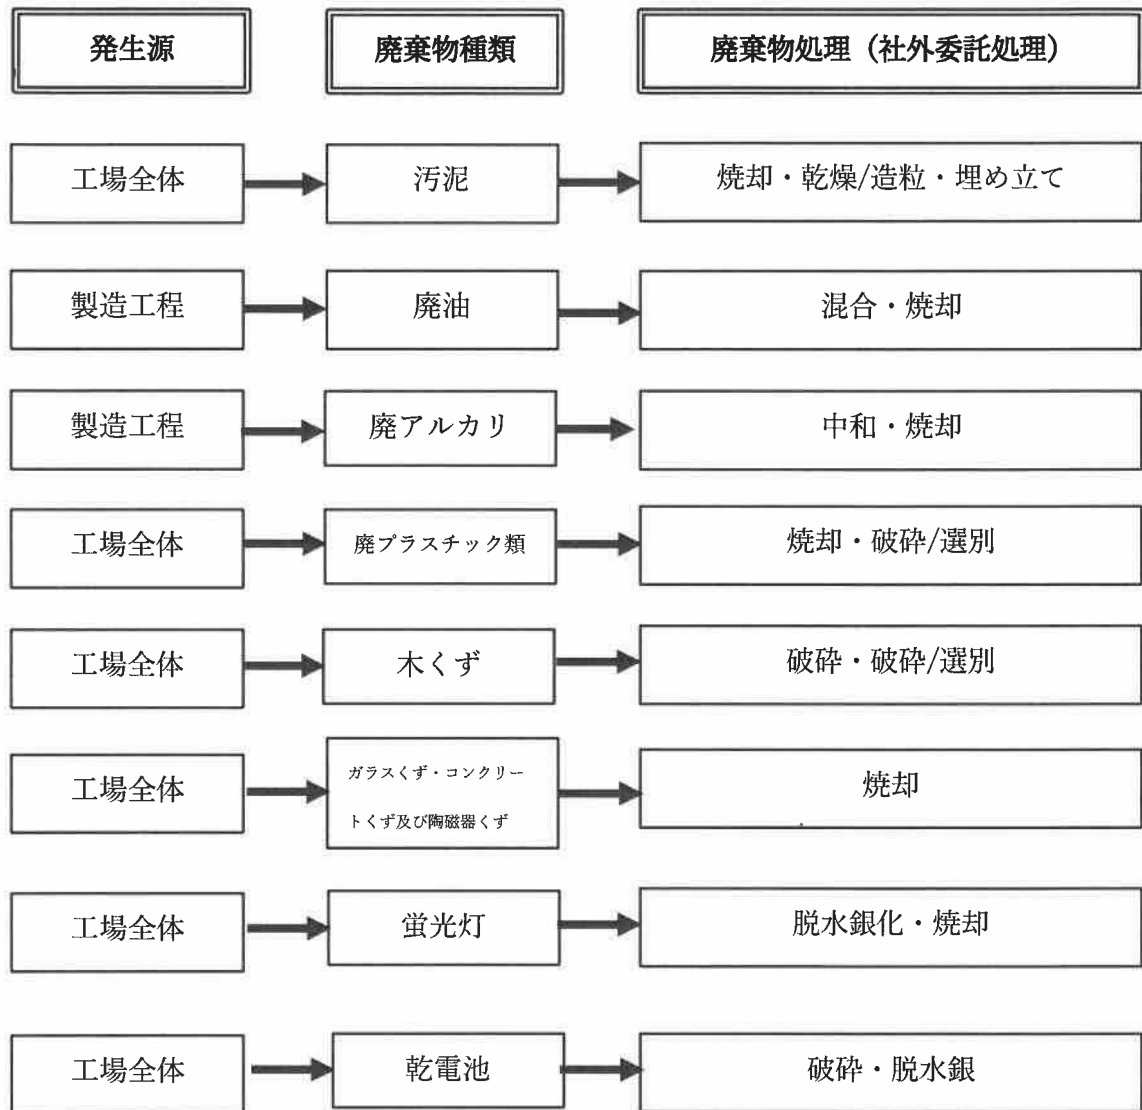 発生源 廃棄物種類 廃棄物処理（社外委託処理）
工場全体 汚泥 焼却・乾燥/造粒・埋め立て
製造工程 廃油 混合・焼却
製造工程 廃アルカリ 中和・焼却
工場全体 廃プラスチック類 焼却・破砕/選別
工場全体 木くず 破砕・破砕/選別
工場全体 ガラスくず・コンクリー
トくず及び陶磁器くず 焼却
工場全体 蛍光灯 脱水銀化・焼却
工場全体 乾電池 破砕・脱水銀